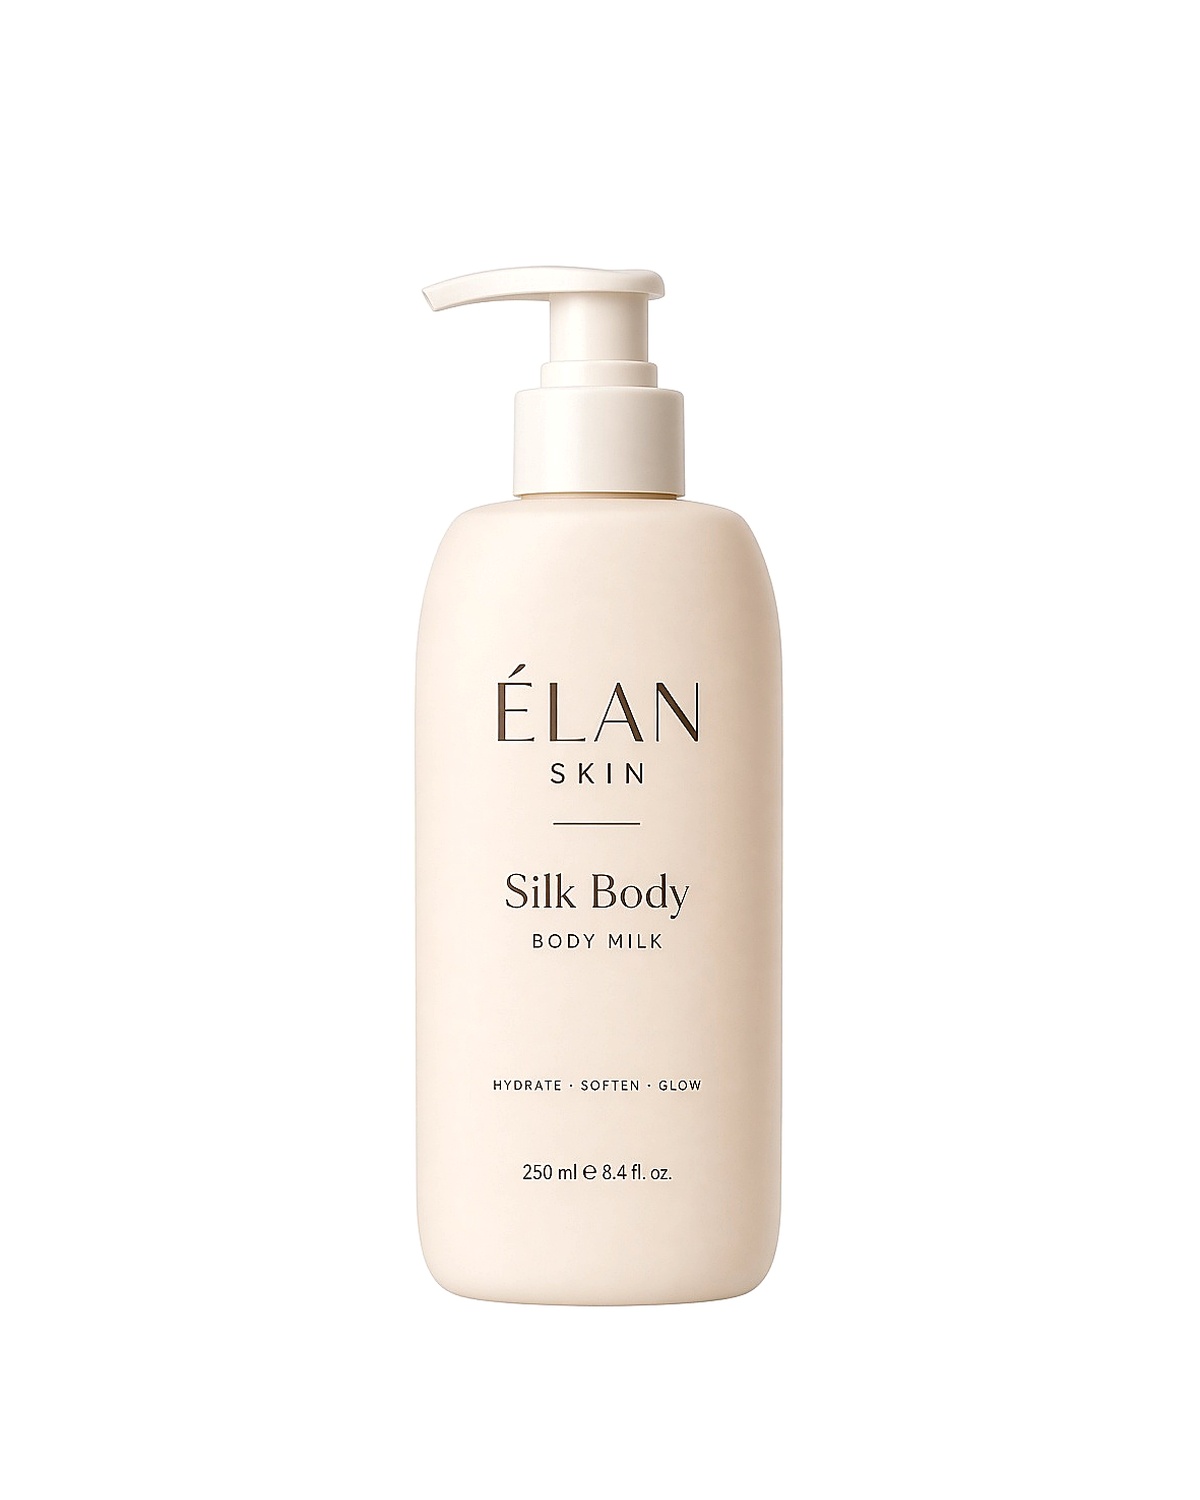 ÉLAN
SKIN
Silk Body
BODY MILK
HYDRATE · SOFTEN · GLOW
250 ml ℮ 8.4 fl. oz.